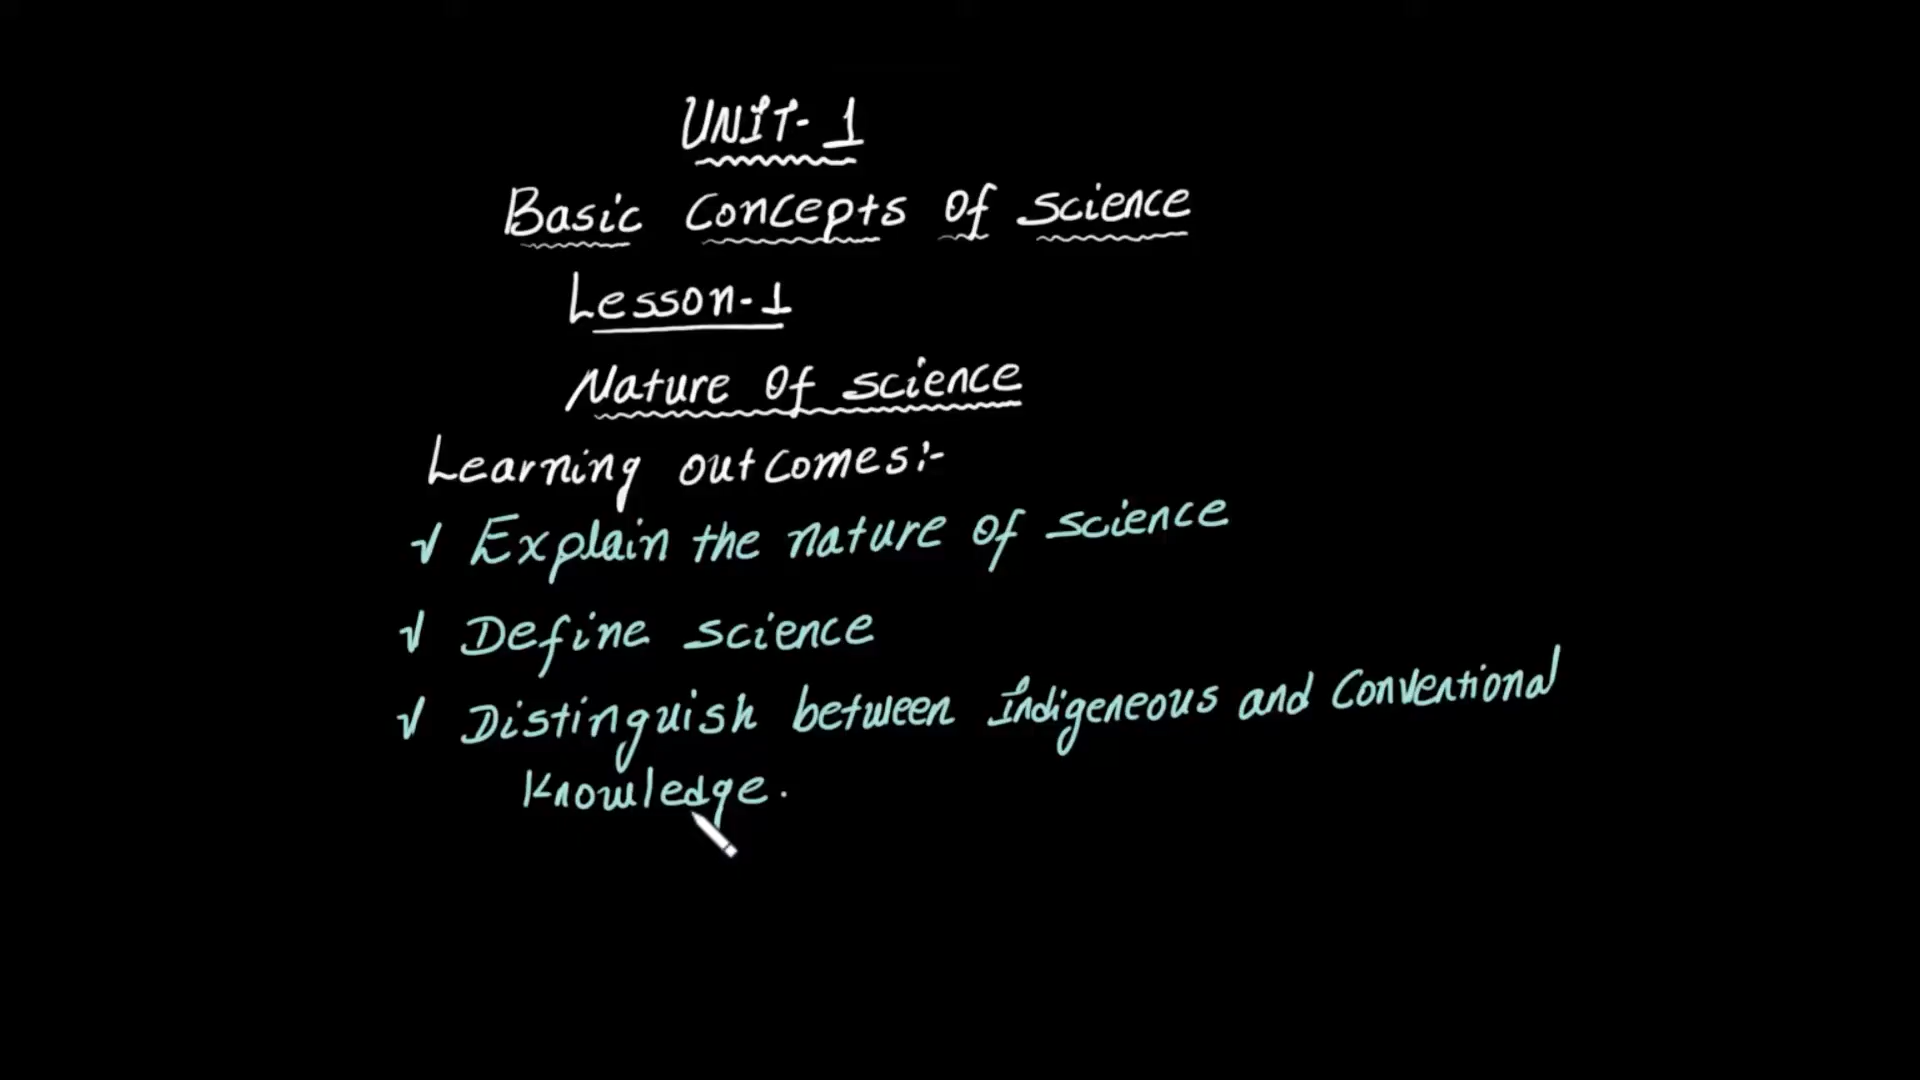 UNIT-1
Basic Concepts Of science
Lesson-1
Nature Of science
Learning outcomes:-
√ Explain the nature of science
√ Define science
√ Distinguish between Indigeneous and Conventional
Knowledge.